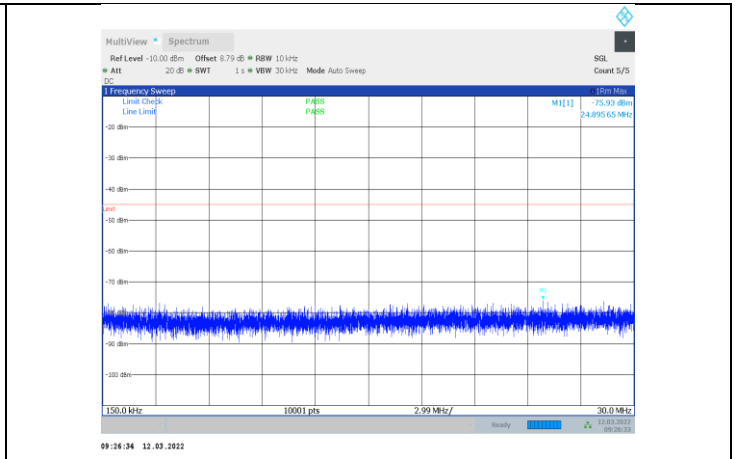 MultiView Spectrum
Ref Level -10.00 dBm Offset 8.79 dB RBW 10 kHz SGL
Att 20 dB SWT 1 s VBW 30 kHz Mode Auto Sweep Count 5/5
DC
1 Frequency Sweep 1Rm Max
Limit Check PASS M1[1] -75.93 dBm
Line Limit PASS 24.895 65 MHz
-20 dBm
-30 dBm
-40 dBm
Limit
-50 dBm
-60 dBm
-70 dBm
M1
-90 dBm
-100 dBm
150.0 kHz 10001 pts 2.99 MHz/ 30.0 MHz
Ready 12.03.2022
09:26:33
09:26:34 12.03.2022